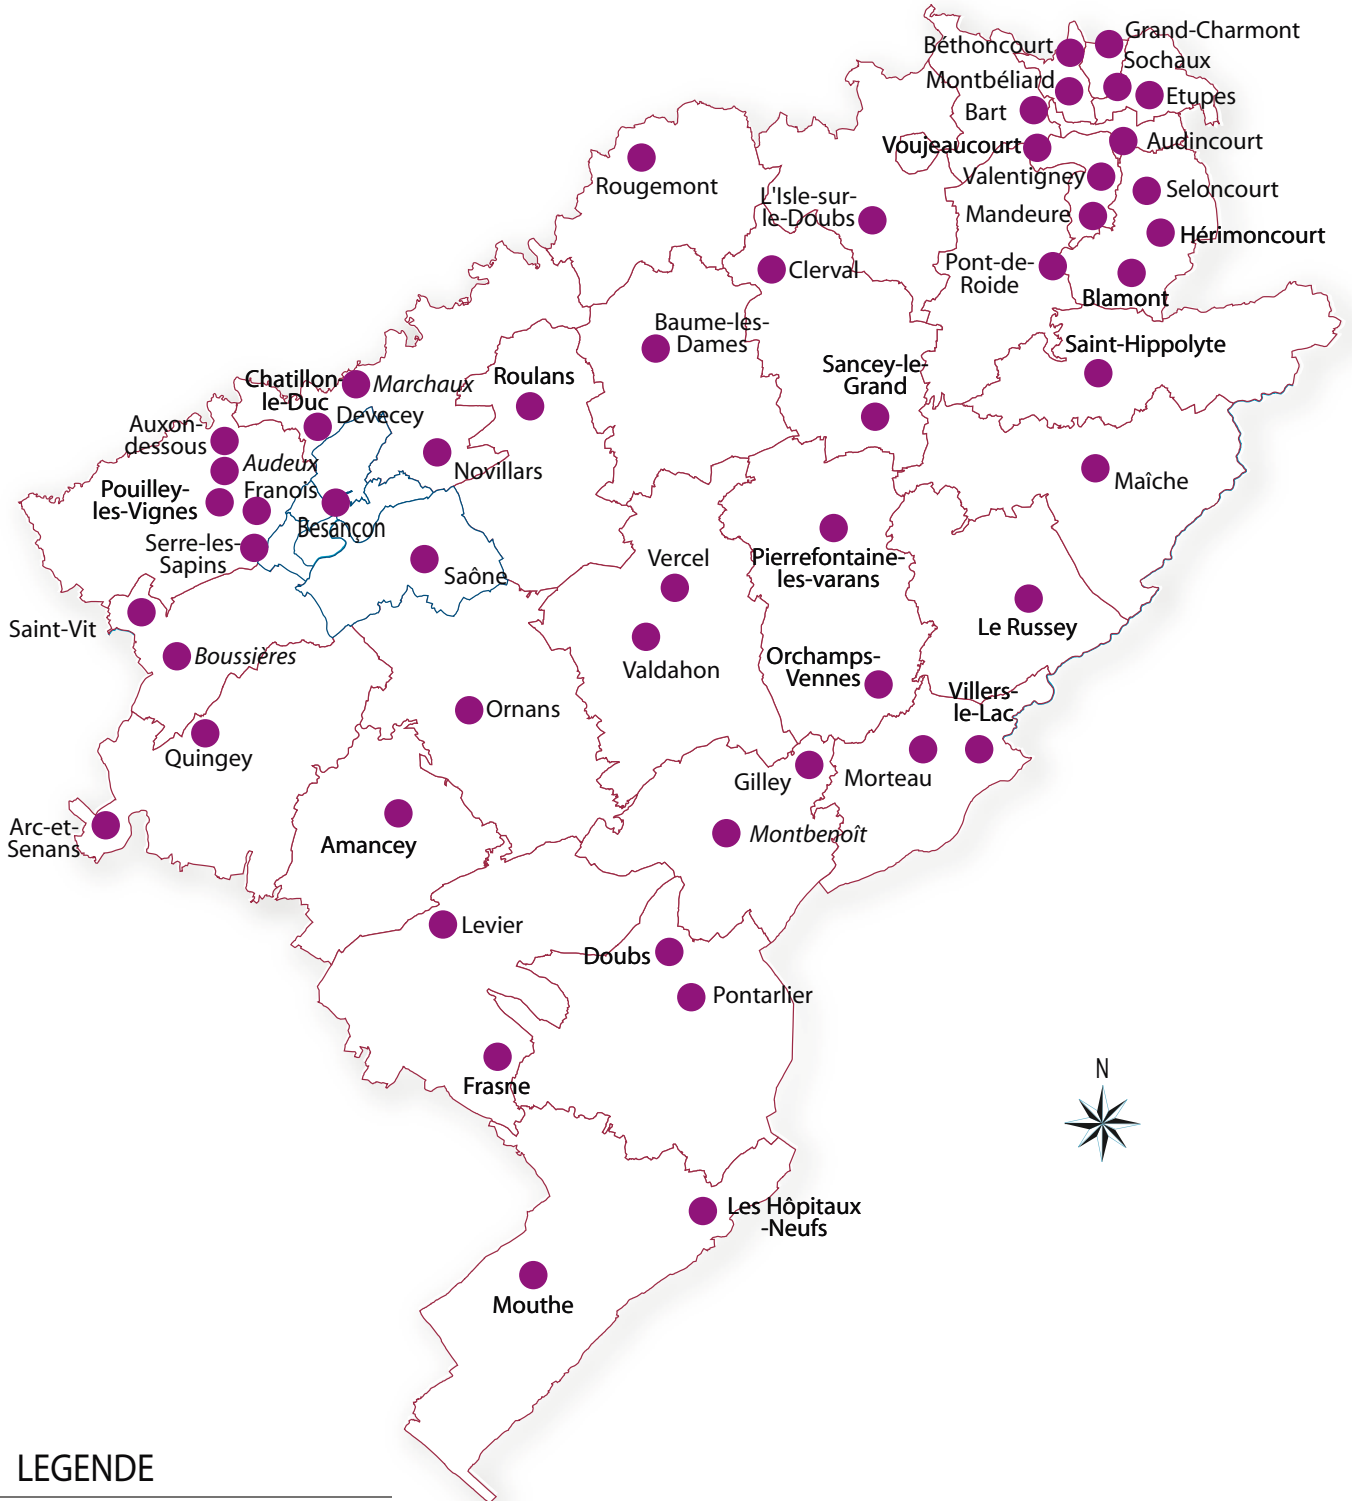 Grand-Charmont
Béthoncourt
Sochaux
Montbéliard
Etupes
Bart
Audincourt
Voujeaucourt
Valentigney
Rougemont
Seloncourt
L'Isle-sur-
le-Doubs
Mandeure
Hérimoncourt
Clerval
Pont-de-
Roide
Blamont
Baume-les-
Dames
Saint-Hippolyte
Sancey-le-
Grand
Roulans
Chatillon-
le-Duc
Marchaux
Devecey
Auxon-
dessous
Audeux
Novillars
Maîche
Franois
Pouilley-
les-Vignes
Besançon
Serre-les-
Sapins
Saône
Vercel
Pierrefontaine-
les-varans
Saint-Vit
Le Russey
Boussières
Valdahon
Orchamps-
Vennes
Villers-
le-Lac
Ornans
Quingey
Gilley
Morteau
Arc-et-
Senans
Amancey
Montbenoît
Levier
Doubs
Pontarlier
Frasne
N
Les Hôpitaux
-Neufs
Mouthe
LEGENDE